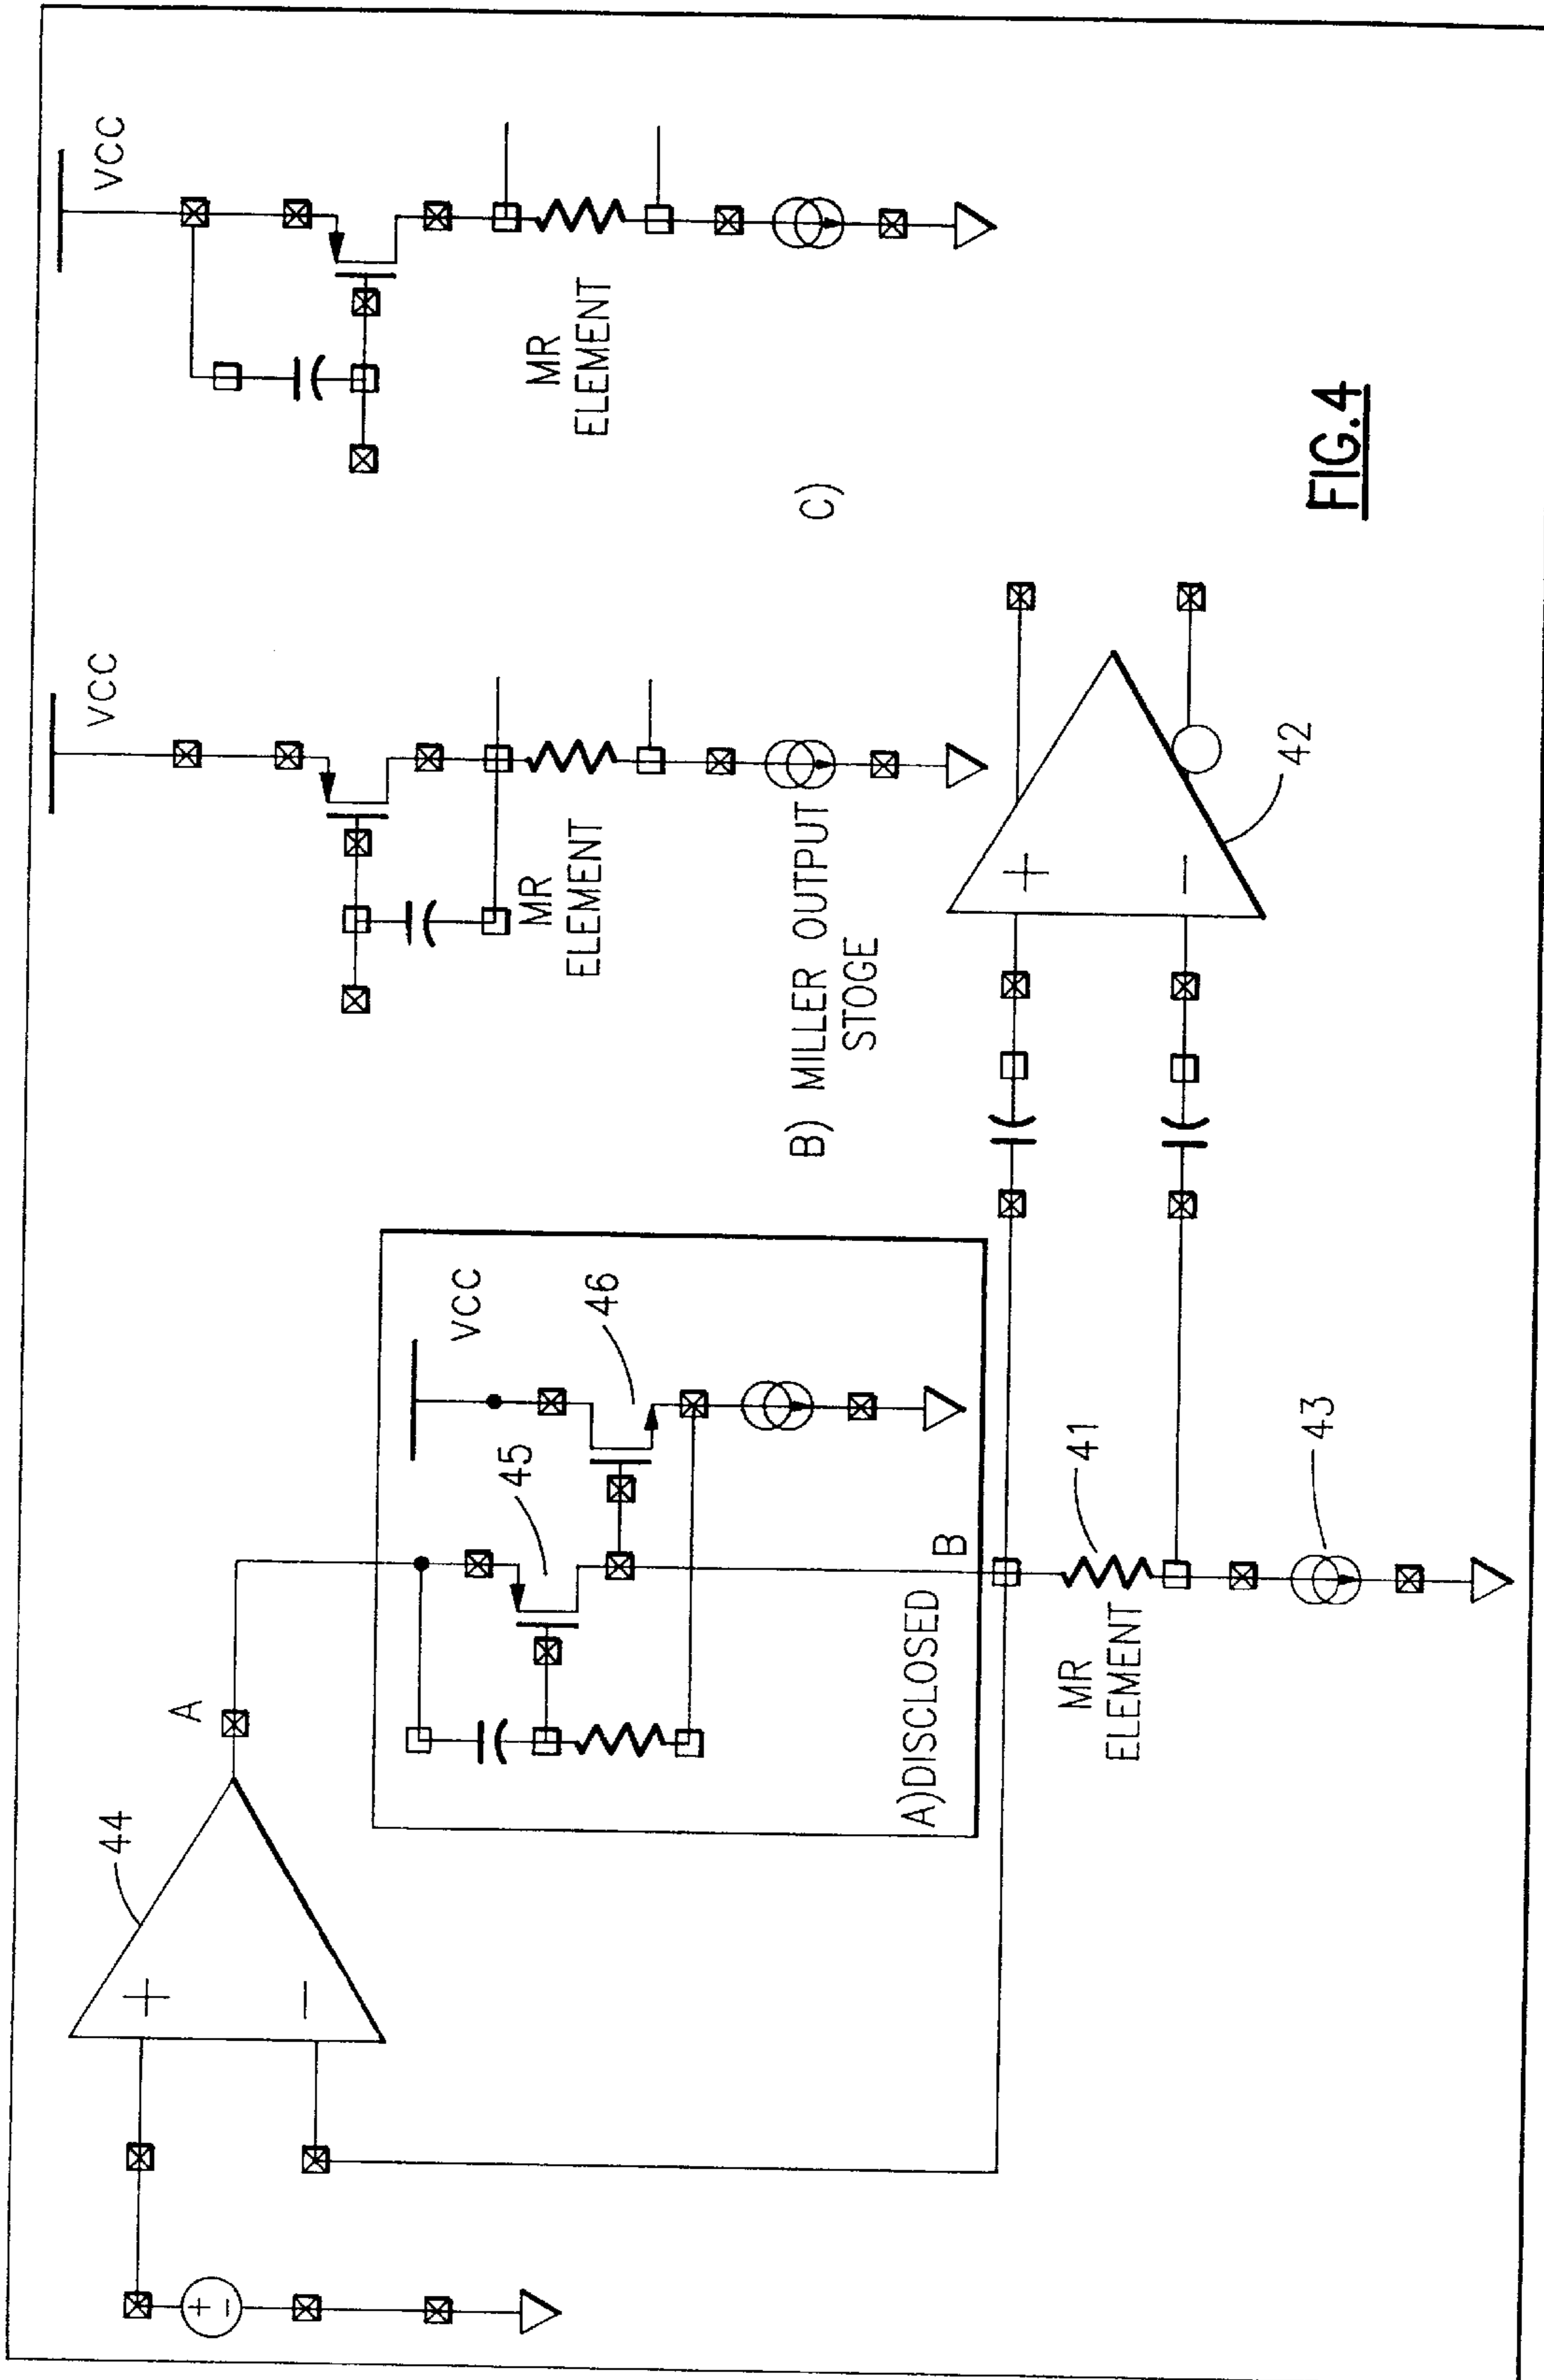 44
A
VCC
45
46
A)DISCLOSED
B
MR
ELEMENT
41
43
VCC
MR
ELEMENT
B) MILLER OUTPUT
STOGE
42
VCC
MR
ELEMENT
C)
FIG.4